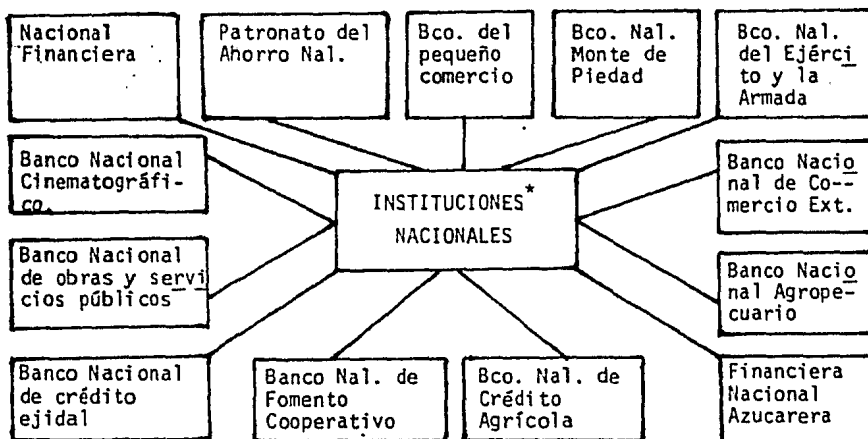 Nacional
Financiera
Patronato del
Ahorro Nal.
Bco. del
pequeño
comercio
Bco. Nal.
Monte de
Piedad
Bco. Nal.
del Ejérci
to y la
Armada
Banco Nacional
Cinematográfi-
co.
INSTITUCIONES*
NACIONALES
Banco Nacio
nal de Co--
mercio Ext.
Banco Nacional
de obras y servi
cios públicos
Banco Nacio
nal Agrope-
cuario
Banco Nacional
de crédito
ejidal
Banco Nal. de
Fomento
Cooperativo
Bco. Nal. de
Crédito
Agrícola
Financiera
Nacional
Azucarera